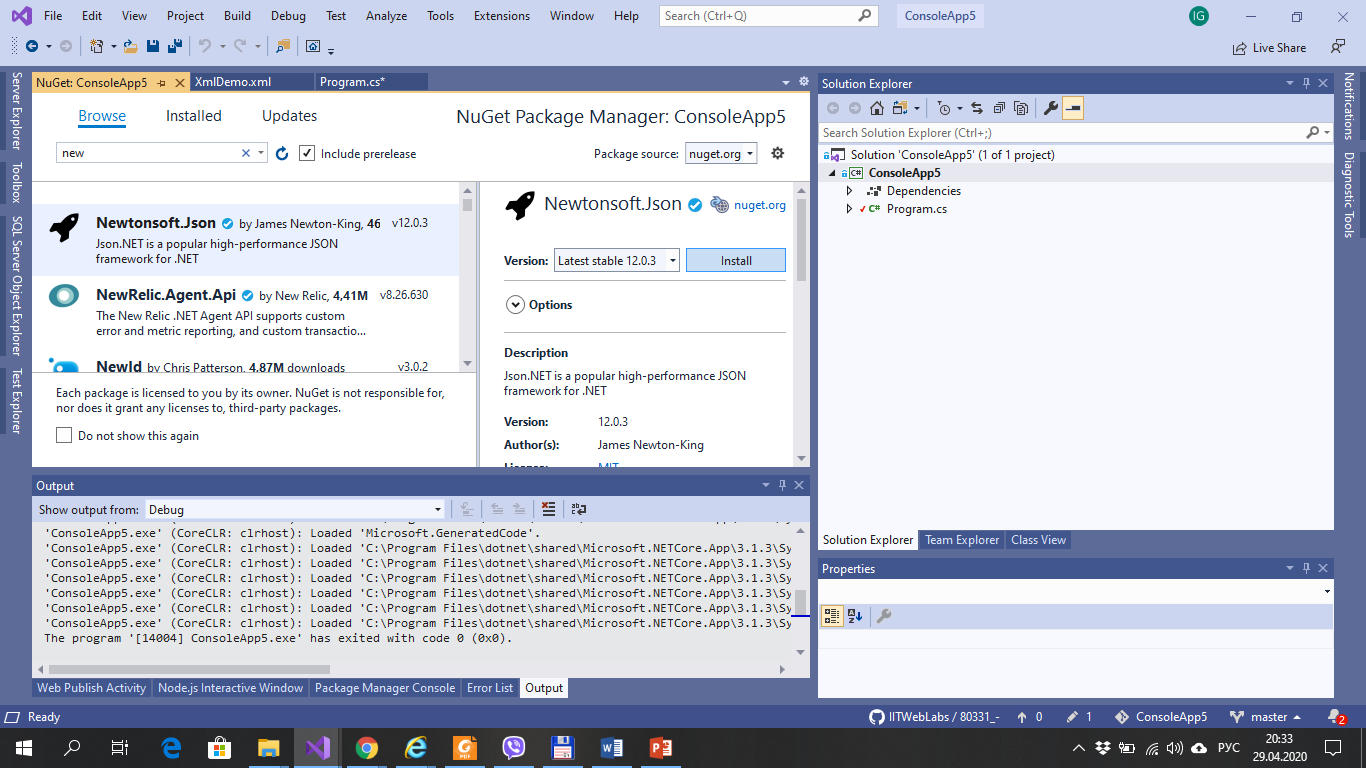 File Edit View Project Build Debug Test Analyze Tools Extensions Window Help Search (Ctrl+Q) ConsoleApp5 IG
Live Share
NuGet: ConsoleApp5 XmlDemo.xml Program.cs*
Browse Installed Updates NuGet Package Manager: ConsoleApp5
new Include prerelease Package source: nuget.org
Newtonsoft.Json by James Newton-King, 46 v12.0.3
Json.NET is a popular high-performance JSON
framework for .NET
NewRelic.Agent.Api by New Relic, 4,41M v8.26.630
The New Relic .NET Agent API supports custom
error and metric reporting, and custom transactio...
NewId by Chris Patterson, 4,87M downloads v3.0.2
Each package is licensed to you by its owner. NuGet is not responsible for,
nor does it grant any licenses to, third-party packages.
Do not show this again
Newtonsoft.Json nuget.org
Version: Latest stable 12.0.3 Install
Options
Description
Json.NET is a popular high-performance JSON
framework for .NET
Version: 12.0.3
Author(s): James Newton-King
License: MIT
Output
Show output from: Debug
'ConsoleApp5.exe' (CoreCLR: clrhost): Loaded 'Microsoft.GeneratedCode'.
'ConsoleApp5.exe' (CoreCLR: clrhost): Loaded 'C:\Program Files\dotnet\shared\Microsoft.NETCore.App\3.1.3\Sy
'ConsoleApp5.exe' (CoreCLR: clrhost): Loaded 'C:\Program Files\dotnet\shared\Microsoft.NETCore.App\3.1.3\Sy
'ConsoleApp5.exe' (CoreCLR: clrhost): Loaded 'C:\Program Files\dotnet\shared\Microsoft.NETCore.App\3.1.3\Sy
'ConsoleApp5.exe' (CoreCLR: clrhost): Loaded 'C:\Program Files\dotnet\shared\Microsoft.NETCore.App\3.1.3\Sy
'ConsoleApp5.exe' (CoreCLR: clrhost): Loaded 'C:\Program Files\dotnet\shared\Microsoft.NETCore.App\3.1.3\Sy
'ConsoleApp5.exe' (CoreCLR: clrhost): Loaded 'C:\Program Files\dotnet\shared\Microsoft.NETCore.App\3.1.3\Sy
The program '[14004] ConsoleApp5.exe' has exited with code 0 (0x0).
Web Publish Activity Node.js Interactive Window Package Manager Console Error List Output
Server Explorer
Toolbox
SQL Server Object Explorer
Test Explorer
Solution Explorer
Search Solution Explorer (Ctrl+;)
Solution 'ConsoleApp5' (1 of 1 project)
C# ConsoleApp5
Dependencies
C# Program.cs
Solution Explorer Team Explorer Class View
Properties
Notifications
Diagnostic Tools
Ready IITWebLabs / 80331_- 0 1 ConsoleApp5 master 2
PDF РУС 20:33
29.04.2020